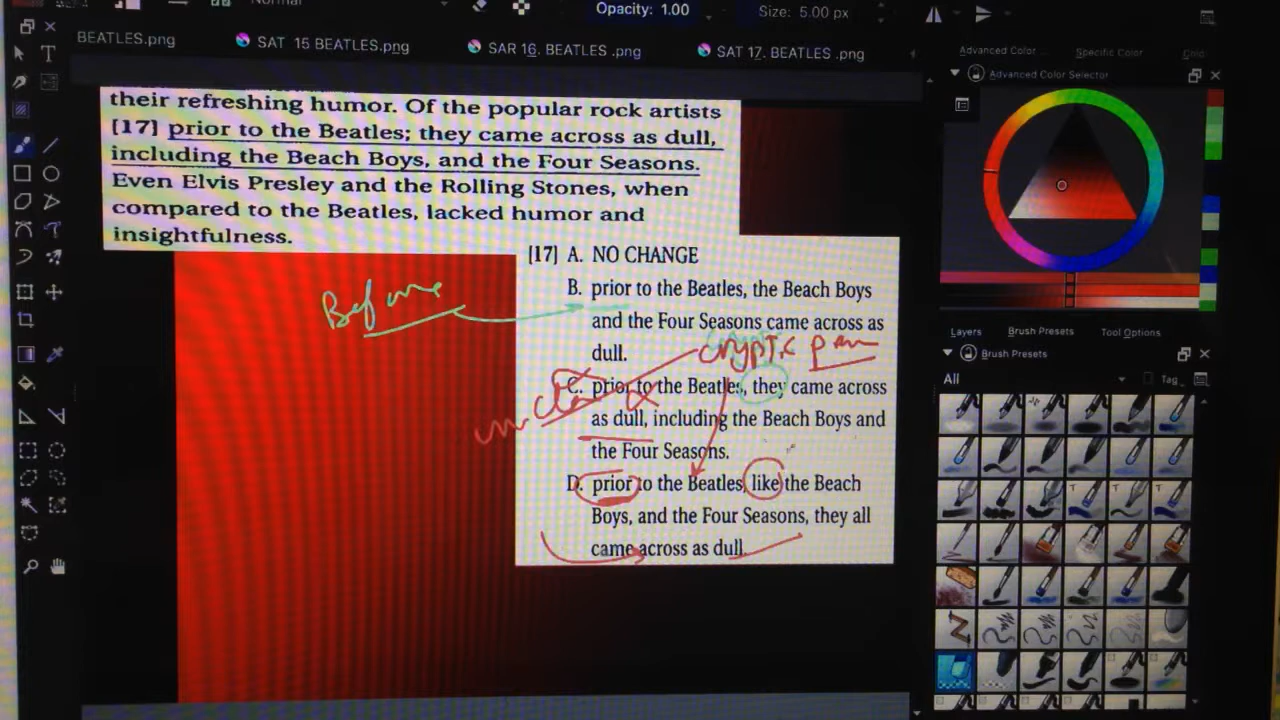 Normal
Opacity: 1.00
Size: 5.00 px
BEATLES.png
SAT 15 BEATLES.png
SAR 16. BEATLES .png
SAT 17. BEATLES .png
Advanced Color ...
Specific Color
Advanced Color Selector
their refreshing humor. Of the popular rock artists
[17] prior to the Beatles; they came across as dull,
including the Beach Boys, and the Four Seasons.
Even Elvis Presley and the Rolling Stones, when
compared to the Beatles, lacked humor and
insightfulness.
[17] A. NO CHANGE
B. prior to the Beatles, the Beach Boys
and the Four Seasons came across as
dull.
C. prior to the Beatles, they came across
as dull, including the Beach Boys and
the Four Seasons.
D. prior to the Beatles, like the Beach
Boys, and the Four Seasons, they all
came across as dull.
Before
cryptic
Layers
Brush Presets
Tool Options
Brush Presets
All
Tag